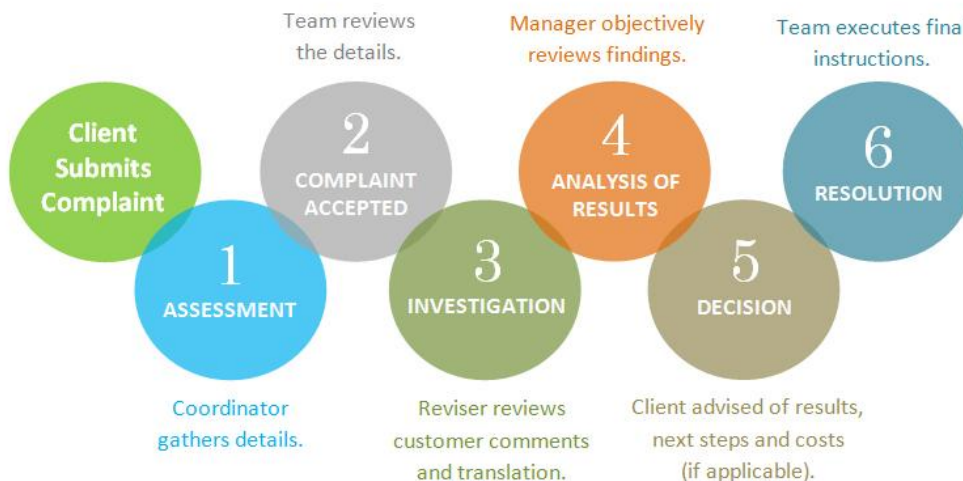 Client
Submits
Complaint
1
ASSESSMENT
Coordinator
gathers details.
Team reviews
the details.
2
COMPLAINT
ACCEPTED
3
INVESTIGATION
Reviser reviews
customer comments
and translation.
Manager objectively
reviews findings.
4
ANALYSIS OF
RESULTS
5
DECISION
Client advised of results,
next steps and costs
(if applicable).
Team executes fina
instructions.
6
RESOLUTION